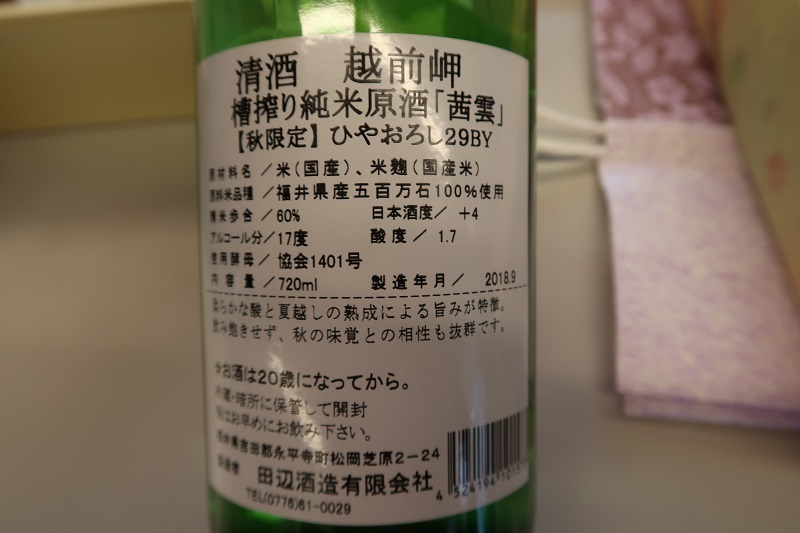 清酒 越前岬
槽搾り純米原酒「茜雲」
【秋限定】ひやおろし29BY
原材料名／米(国産)、米麹(国産米)
原料米品種／福井県産五百万石100%使用
精米歩合／60% 日本酒度／+4
アルコール分／17度 酸度／1.7
使用酵母／協会1401号
内容量／720ml 製造年月／ 2018.9
柔らかな酸と夏越しの熟成による旨みが特徴。
飲み飽きせず、秋の味覚との相性も抜群です。
☆お酒は20歳になってから。
冷蔵・暗所に保管して開封
後はお早めにお飲み下さい。
福井県吉田郡永平寺町松岡芝原2-24
田辺酒造有限会社
TEL(0776)61-0029